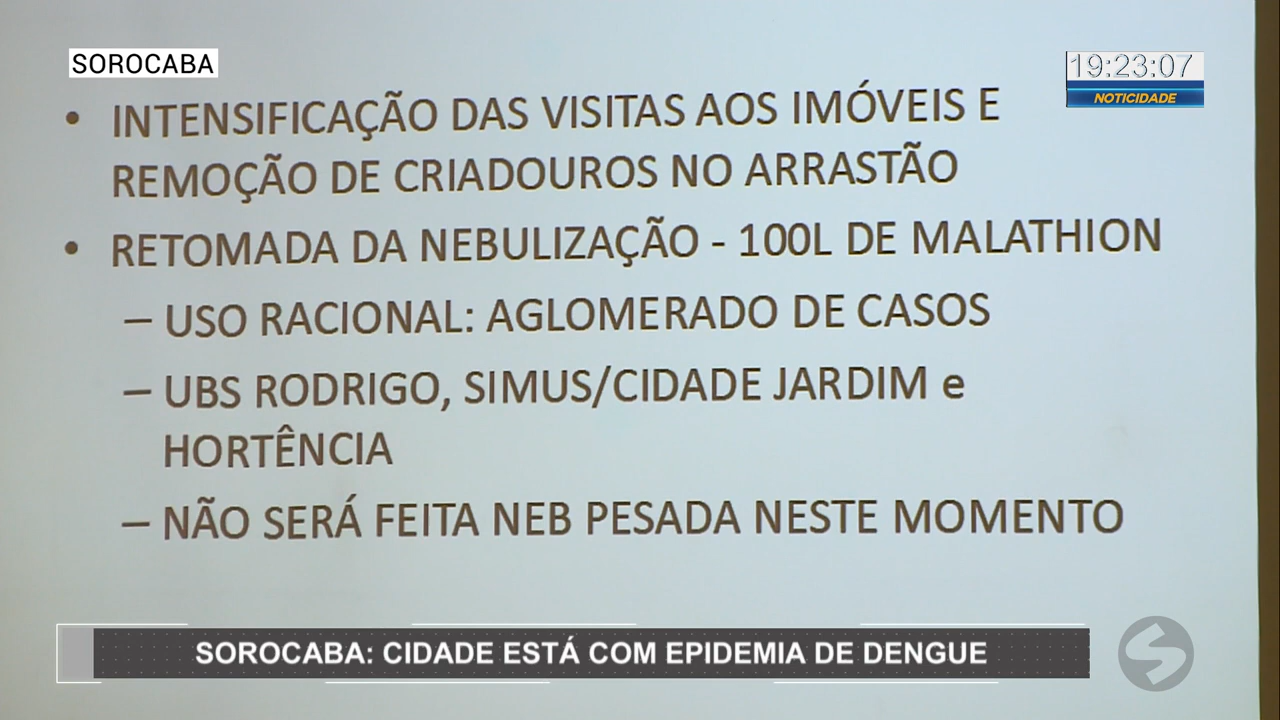 SOROCABA
19:23:07
NOTICIDADE
• INTENSIFICAÇÃO DAS VISITAS AOS IMÓVEIS E
REMOÇÃO DE CRIADOUROS NO ARRASTÃO
• RETOMADA DA NEBULIZAÇÃO - 100L DE MALATHION
– USO RACIONAL: AGLOMERADO DE CASOS
– UBS RODRIGO, SIMUS/CIDADE JARDIM e
HORTÊNCIA
– NÃO SERÁ FEITA NEB PESADA NESTE MOMENTO
SOROCABA: CIDADE ESTÁ COM EPIDEMIA DE DENGUE